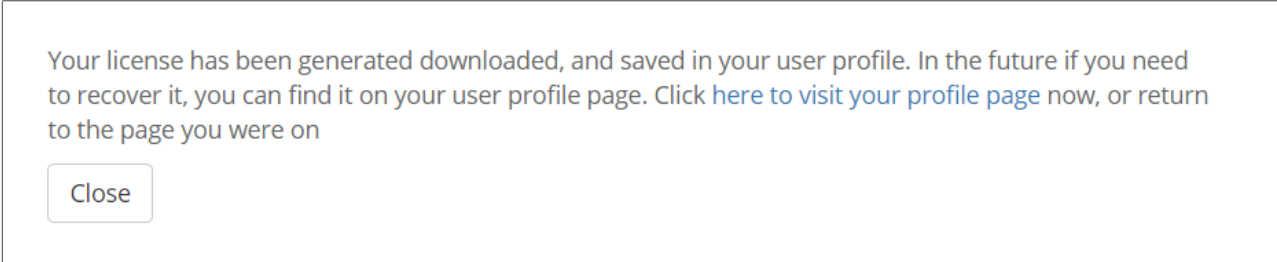 Your license has been generated downloaded, and saved in your user profile. In the future if you need
to recover it, you can find it on your user profile page. Click here to visit your profile page now, or return
to the page you were on
Close